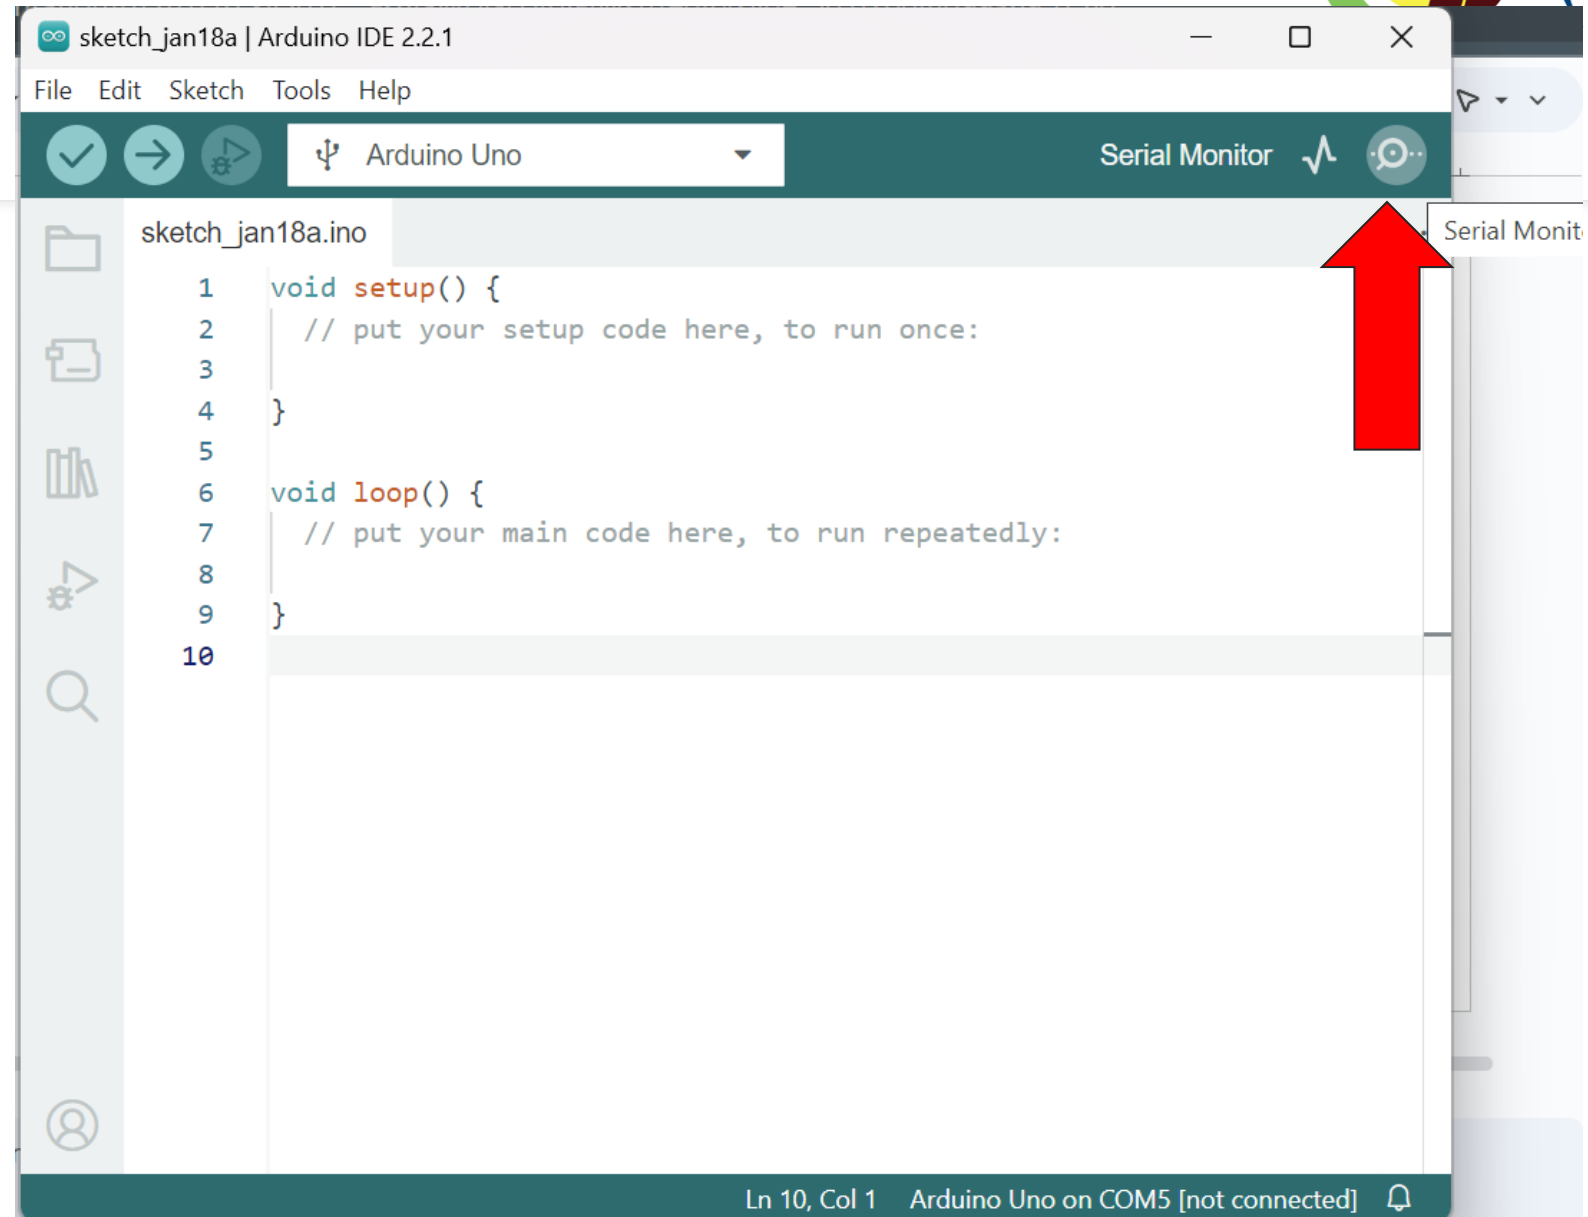 sketch_jan18a | Arduino IDE 2.2.1
File Edit Sketch Tools Help
Arduino Uno
Serial Monitor
sketch_jan18a.ino
Serial Monit
1 void setup() {
2 // put your setup code here, to run once:
3
4 }
5
6 void loop() {
7 // put your main code here, to run repeatedly:
8
9 }
10
Ln 10, Col 1 Arduino Uno on COM5 [not connected]